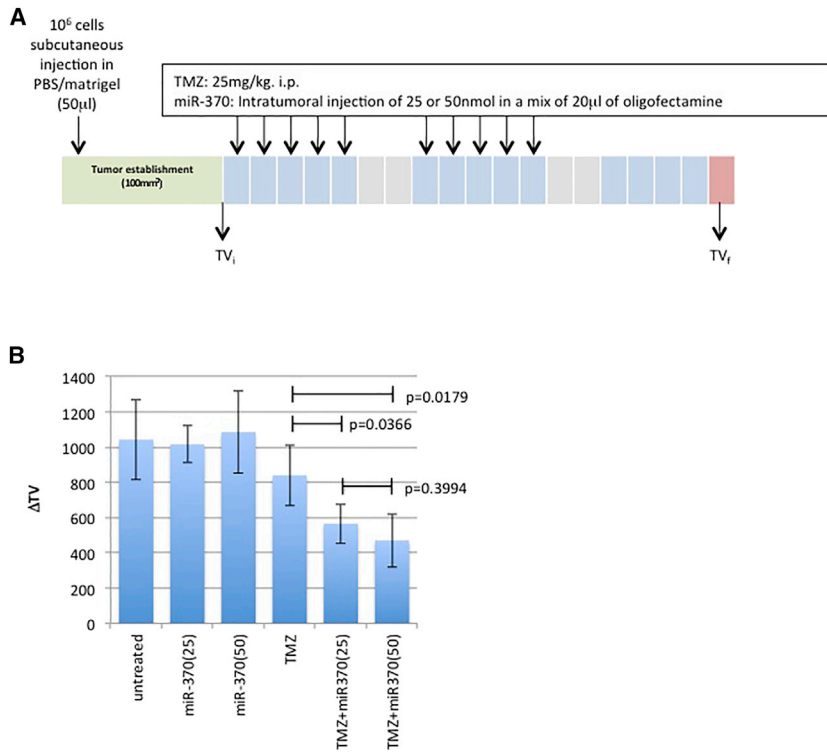 A
10⁶ cells
subcutaneous
injection in
PBS/matrigel
(50μl)
TMZ: 25mg/kg. i.p.
miR-370: Intratumoral injection of 25 or 50nmol in a mix of 20μl of oligofectamine
Tumor establishment
(100mm³)
TVi
TVf
B
1400
1200
1000
800
600
400
200
0
ΔTV
p=0.0179
p=0.0366
p=0.3994
untreated
miR-370(25)
miR-370(50)
TMZ
TMZ+miR370(25)
TMZ+miR370(50)